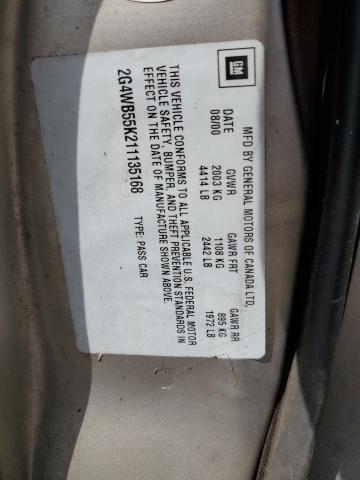 GM
MFD BY GENERAL MOTORS OF CANADA LTD.
DATE GVWR GAWR FRT GAWR RR
08/00 2003 KG 1108 KG 895 KG
4414 LB 2442 LB 1972 LB
THIS VEHICLE CONFORMS TO ALL APPLICABLE U.S. FEDERAL MOTOR
VEHICLE SAFETY, BUMPER, AND THEFT PREVENTION STANDARDS IN
EFFECT ON THE DATE OF MANUFACTURE SHOWN ABOVE.
2G4WB55K211135168 TYPE: PASS CAR